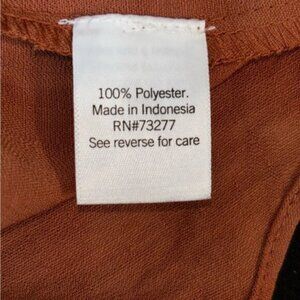 100% Polyester.
Made in Indonesia
RN#73277
See reverse for care